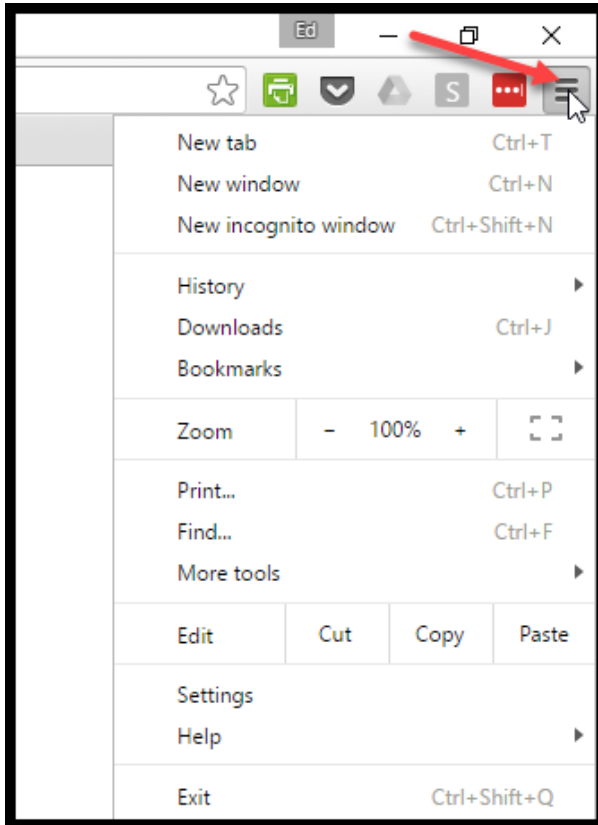 Ed
S
New tab Ctrl+T
New window Ctrl+N
New incognito window Ctrl+Shift+N
History
Downloads Ctrl+J
Bookmarks
Zoom - 100% +
Print... Ctrl+P
Find... Ctrl+F
More tools
Edit Cut Copy Paste
Settings
Help
Exit Ctrl+Shift+Q